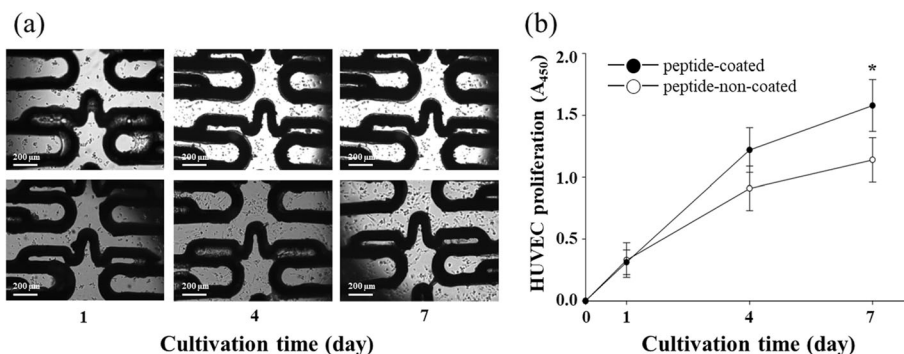 (a)
200 μm
200 μm
200 μm
200 μm
200 μm
200 μm
1
4
7
Cultivation time (day)
(b)
HUVEC proliferation (A450)
2.0
1.5
1.0
0.5
0.0
peptide-coated
peptide-non-coated
*
0
1
4
7
Cultivation time (day)